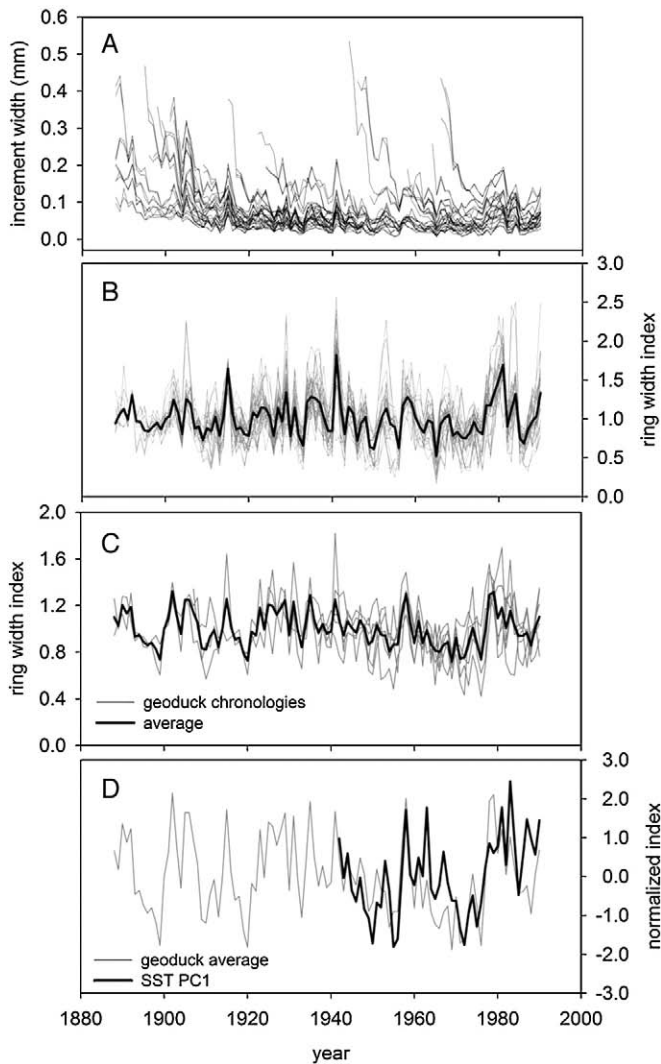 A
increment width (mm)
0.6
0.5
0.4
0.3
0.2
0.1
0.0
B
3.0
2.5
2.0
1.5
1.0
0.5
0.0
ring width index
C
ring width index
2.0
1.6
1.2
0.8
0.4
0.0
geoduck chronologies
average
D
3.0
2.0
1.0
0.0
-1.0
-2.0
-3.0
normalized index
geoduck average
SST PC1
1880 1900 1920 1940 1960 1980 2000
year